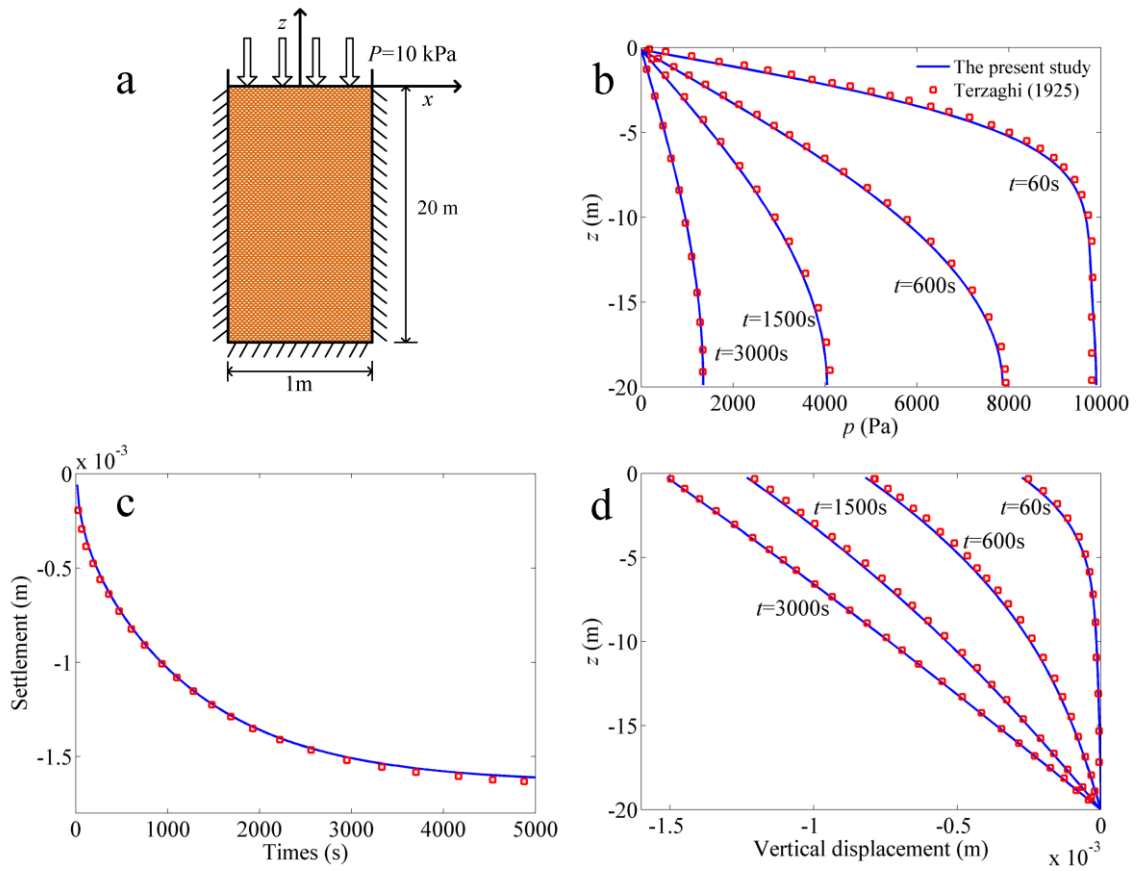 a
z
P=10 kPa
x
20 m
1m
b
The present study
Terzaghi (1925)
t=60s
t=600s
t=1500s
t=3000s
0
-5
-10
-15
-20
z (m)
0 2000 4000 6000 8000 10000
p (Pa)
x 10⁻³
c
0
-0.5
-1
-1.5
Settlement (m)
0 1000 2000 3000 4000 5000
Times (s)
d
t=1500s
t=60s
t=600s
t=3000s
0
-5
-10
-15
-20
z (m)
-1.5 -1 -0.5 0
Vertical displacement (m)
x 10⁻³